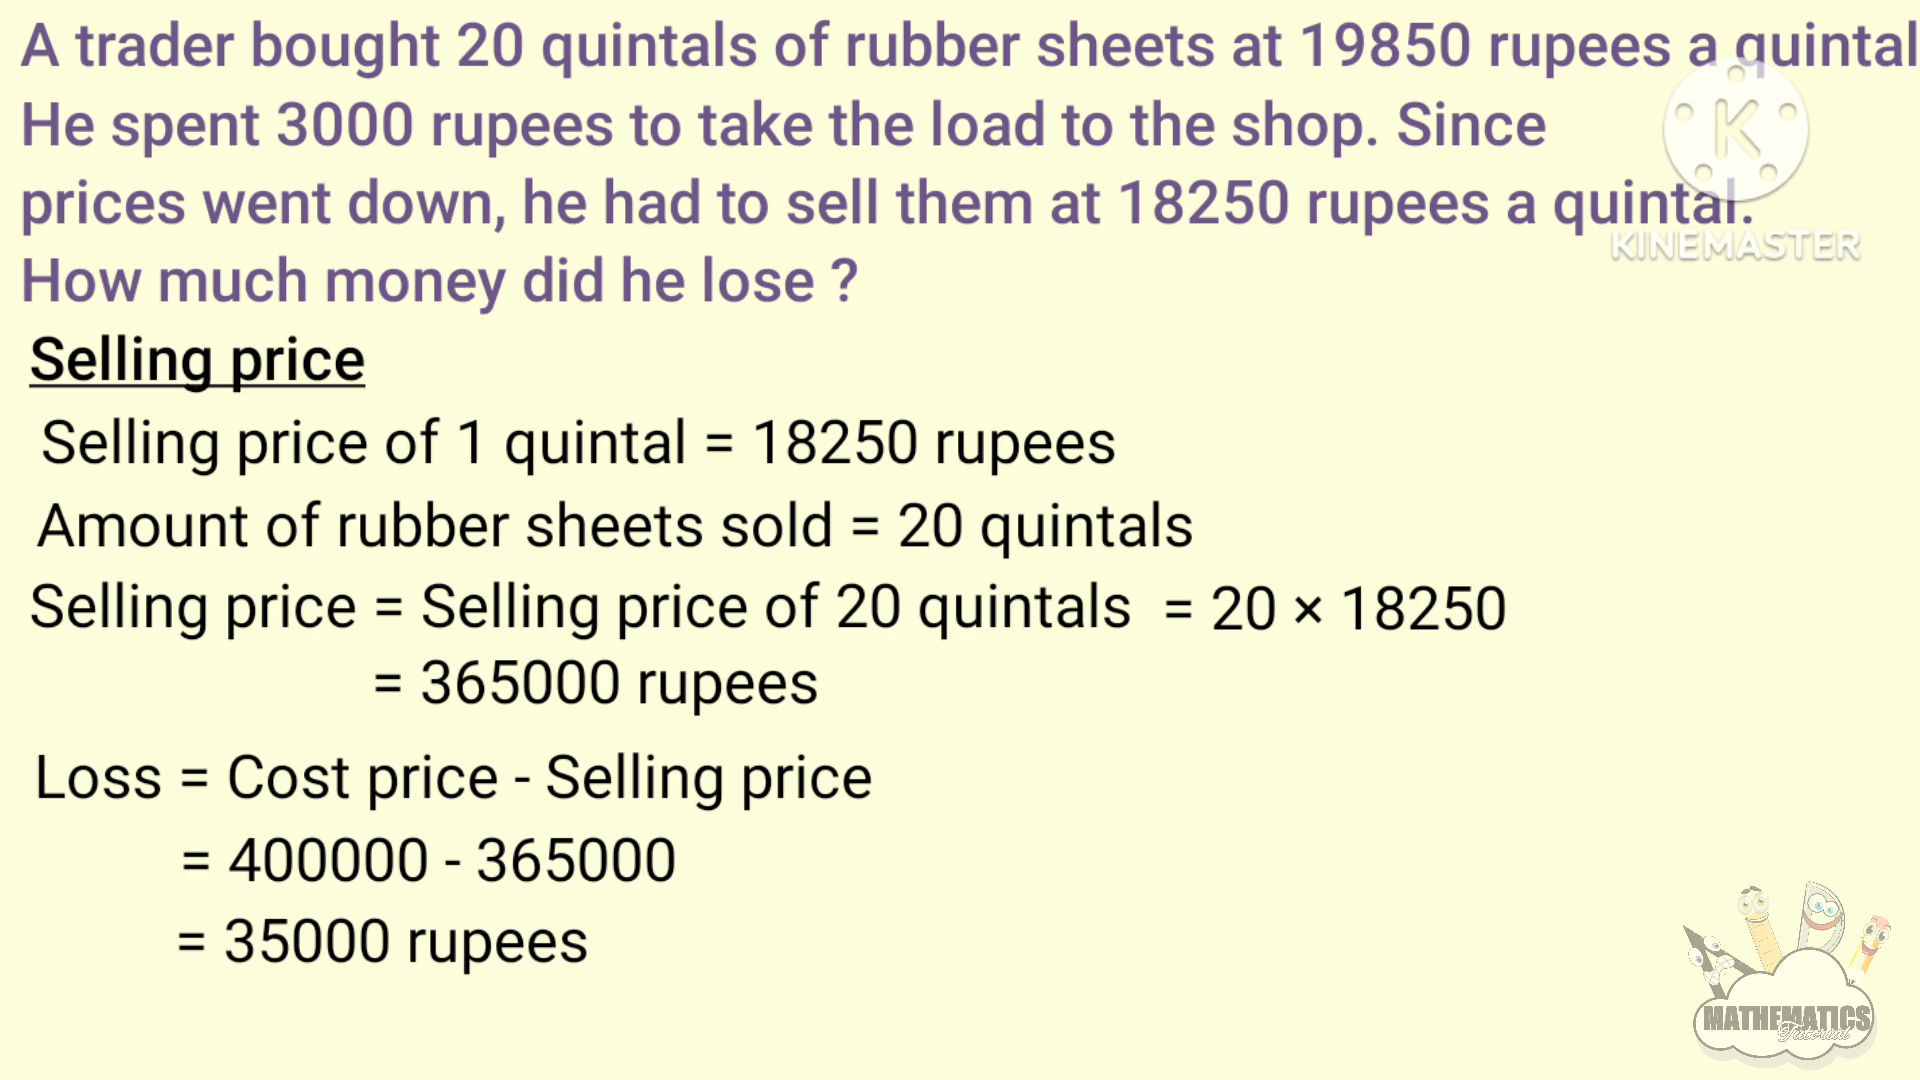 A trader bought 20 quintals of rubber sheets at 19850 rupees a quintal
He spent 3000 rupees to take the load to the shop. Since
prices went down, he had to sell them at 18250 rupees a quintal.
KINEMASTER
How much money did he lose ?
Selling price
Selling price of 1 quintal = 18250 rupees
Amount of rubber sheets sold = 20 quintals
Selling price = Selling price of 20 quintals = 20 × 18250
= 365000 rupees
Loss = Cost price - Selling price
= 400000 - 365000
= 35000 rupees
MATHEMATICS
Tutorial